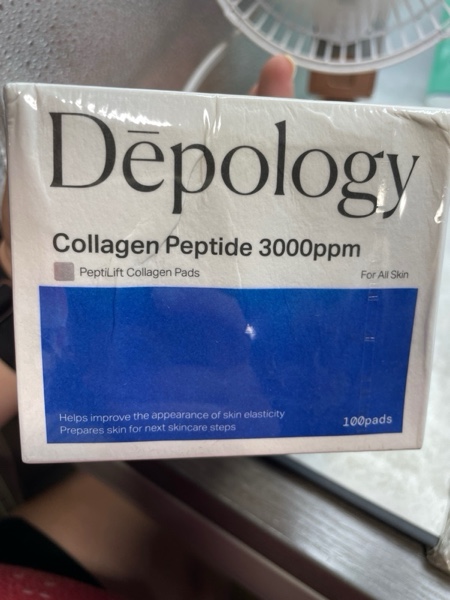 Dēpology
Collagen Peptide 3000ppm
PeptiLift Collagen Pads
For All Skin
Helps improve the appearance of skin elasticity
Prepares skin for next skincare steps
100pads